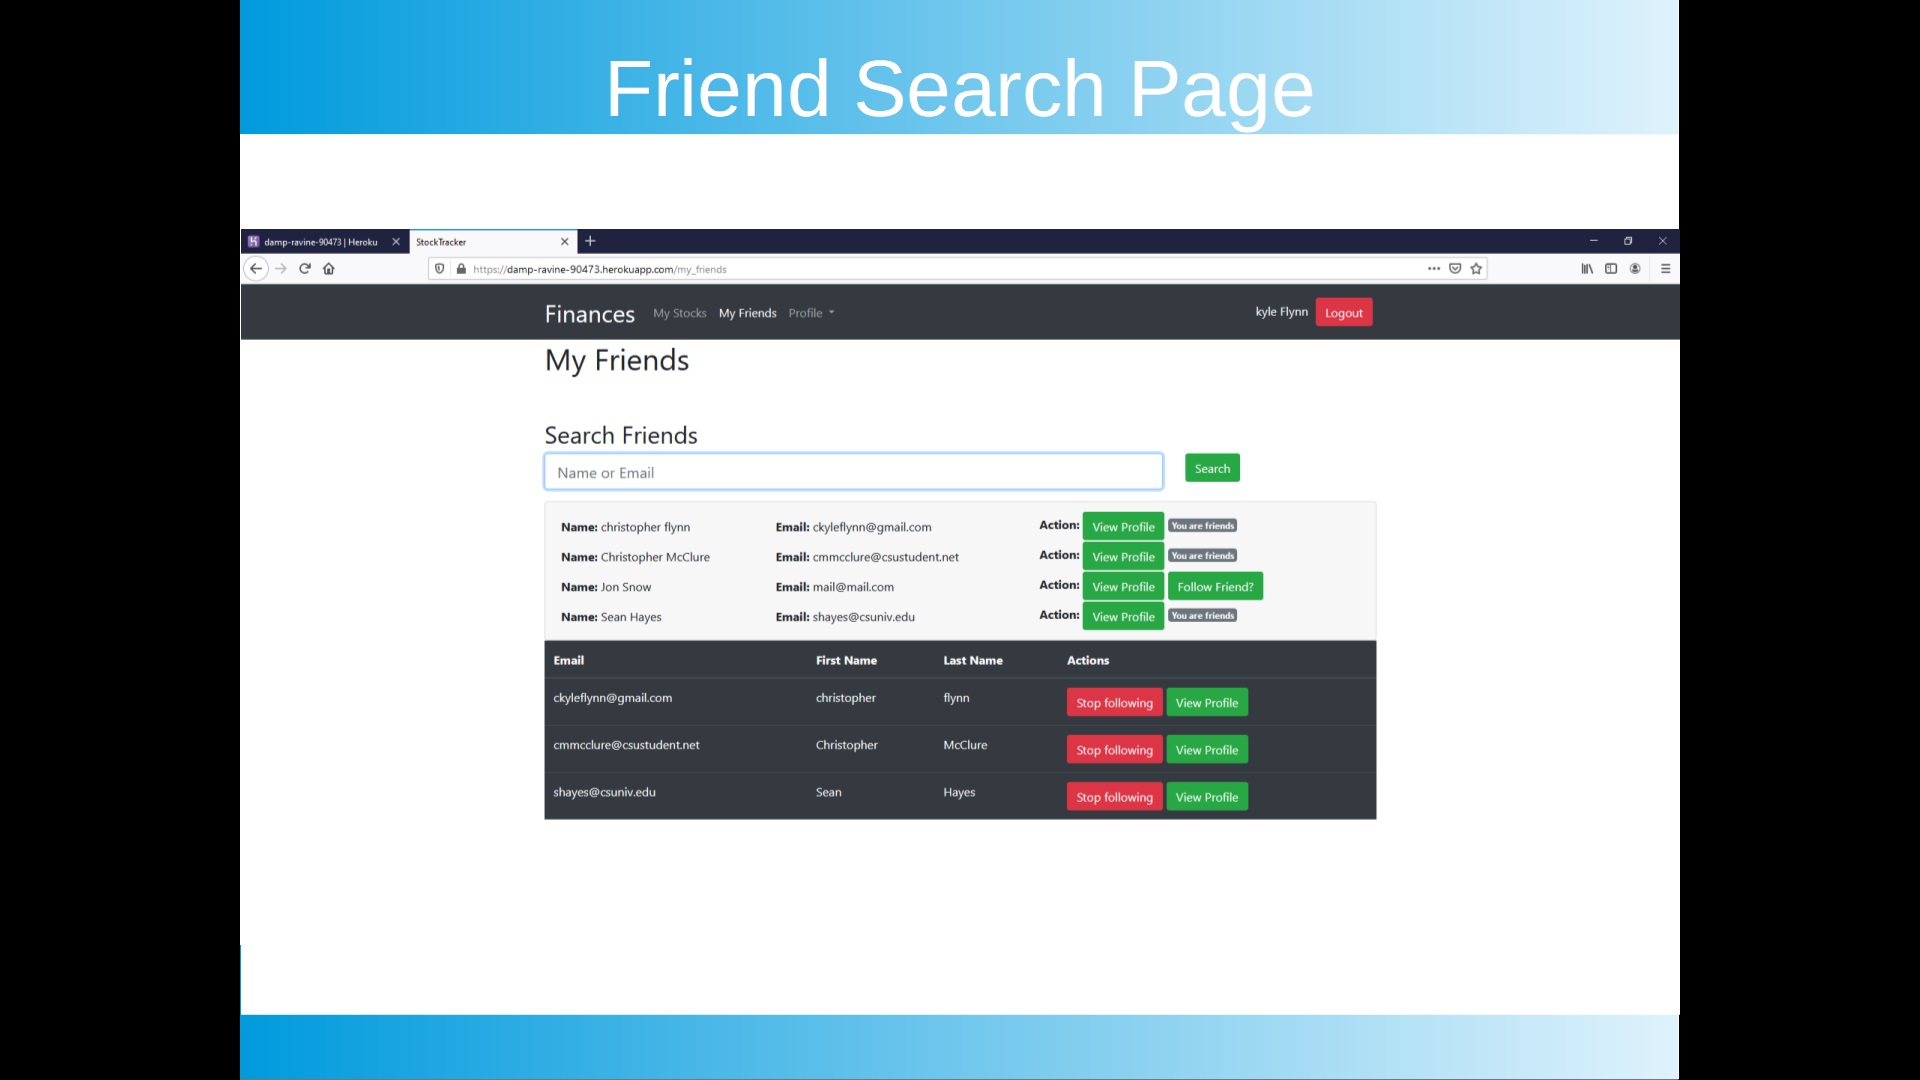 Friend Search Page
damp-ravine-90473 | Heroku
StockTracker
https://damp-ravine-90473.herokuapp.com/my_friends
Finances My Stocks My Friends Profile kyle Flynn Logout
My Friends
Search Friends
Name or Email Search
Name: christopher flynn Email: ckyleflynn@gmail.com Action: View Profile You are friends
Name: Christopher McClure Email: cmmcclure@csustudent.net Action: View Profile You are friends
Name: Jon Snow Email: mail@mail.com Action: View Profile Follow Friend?
Name: Sean Hayes Email: shayes@csuniv.edu Action: View Profile You are friends
Email First Name Last Name Actions
ckyleflynn@gmail.com christopher flynn Stop following View Profile
cmmcclure@csustudent.net Christopher McClure Stop following View Profile
shayes@csuniv.edu Sean Hayes Stop following View Profile